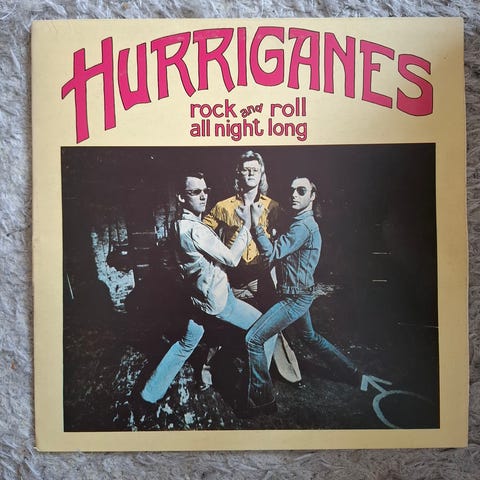 HURRIGANES
rock and roll
all night long